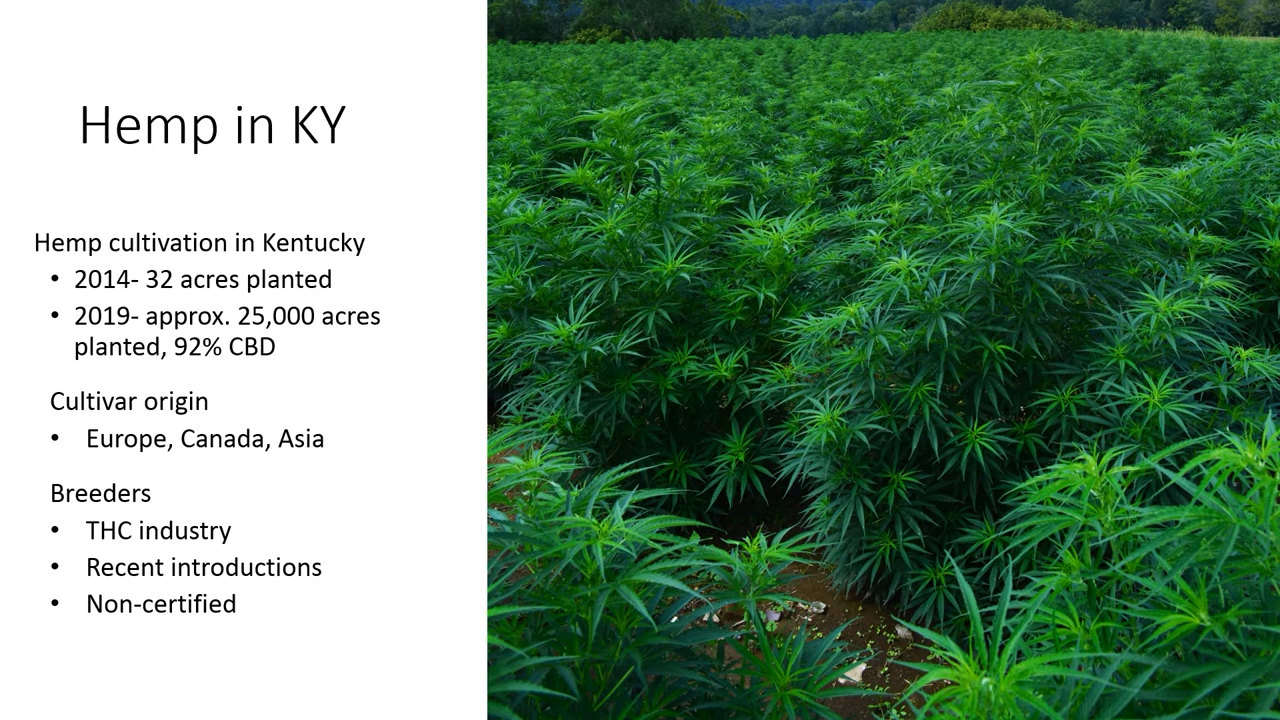 Hemp in KY
Hemp cultivation in Kentucky
• 2014- 32 acres planted
• 2019- approx. 25,000 acres
planted, 92% CBD
Cultivar origin
• Europe, Canada, Asia
Breeders
• THC industry
• Recent introductions
• Non-certified